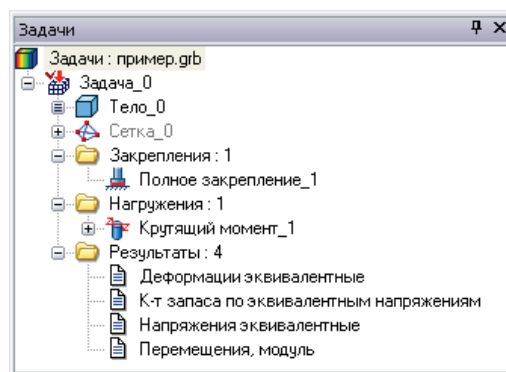 Задачи
Задачи : пример.grb
Задача_0
Тело_0
Сетка_0
Закрепления : 1
Полное закрепление_1
Нагружения : 1
Крутящий момент_1
Результаты : 4
Деформации эквивалентные
К-т запаса по эквивалентным напряжениям
Напряжения эквивалентные
Перемещения, модуль